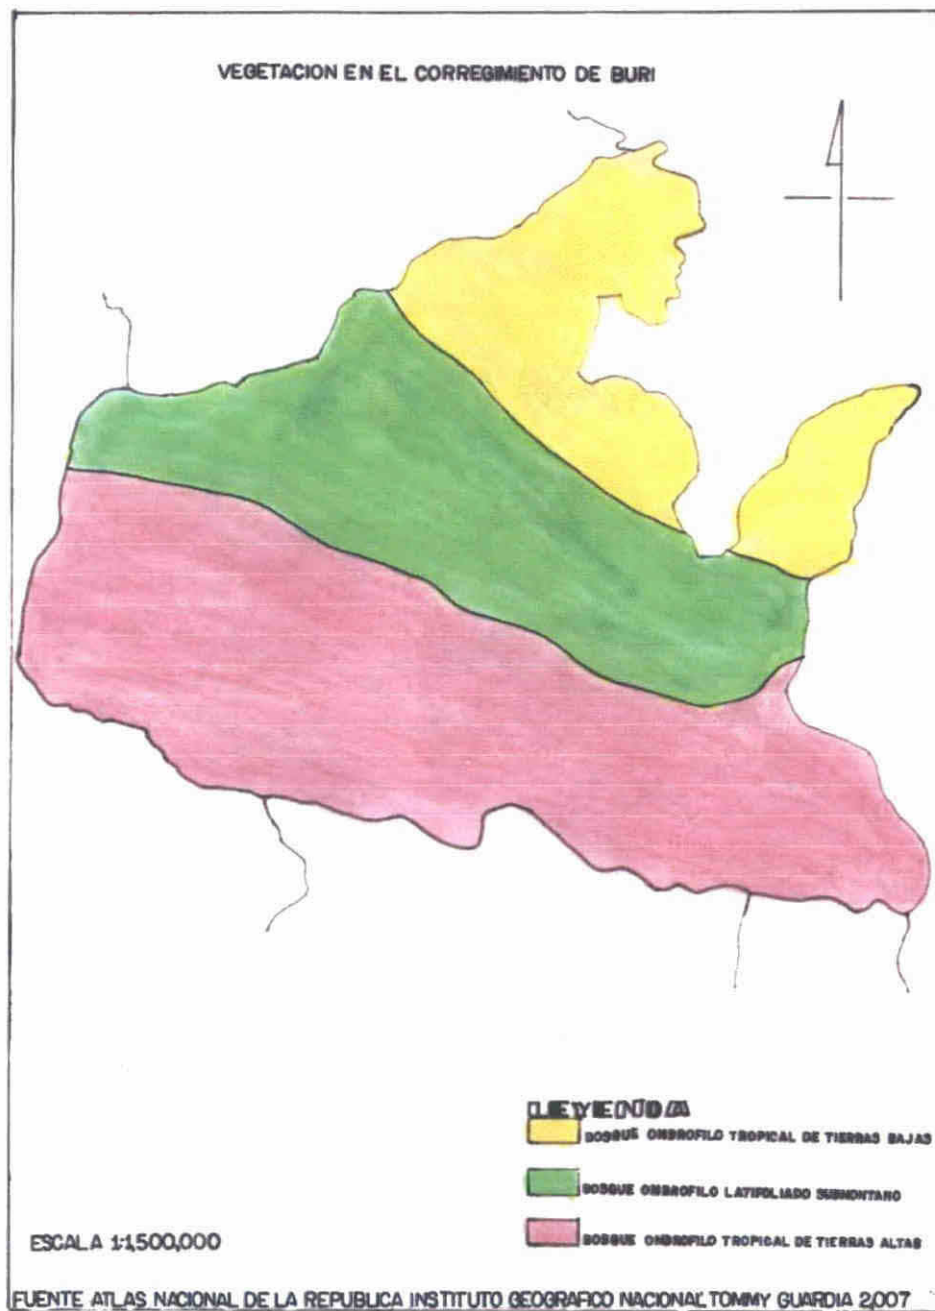 VEGETACION EN EL CORREGIMIENTO DE BURI
LEYENDA
BOSQUE OMBROFILO TROPICAL DE TIERRAS BAJAS
BOSQUE OMBROFILO LATIFOLIADO SUBMONTANO
BOSQUE OMBROFILO TROPICAL DE TIERRAS ALTAS
ESCALA 1:1,500,000
FUENTE ATLAS NACIONAL DE LA REPUBLICA INSTITUTO GEOGRAFICO NACIONAL TOMMY GUARDIA 2,007